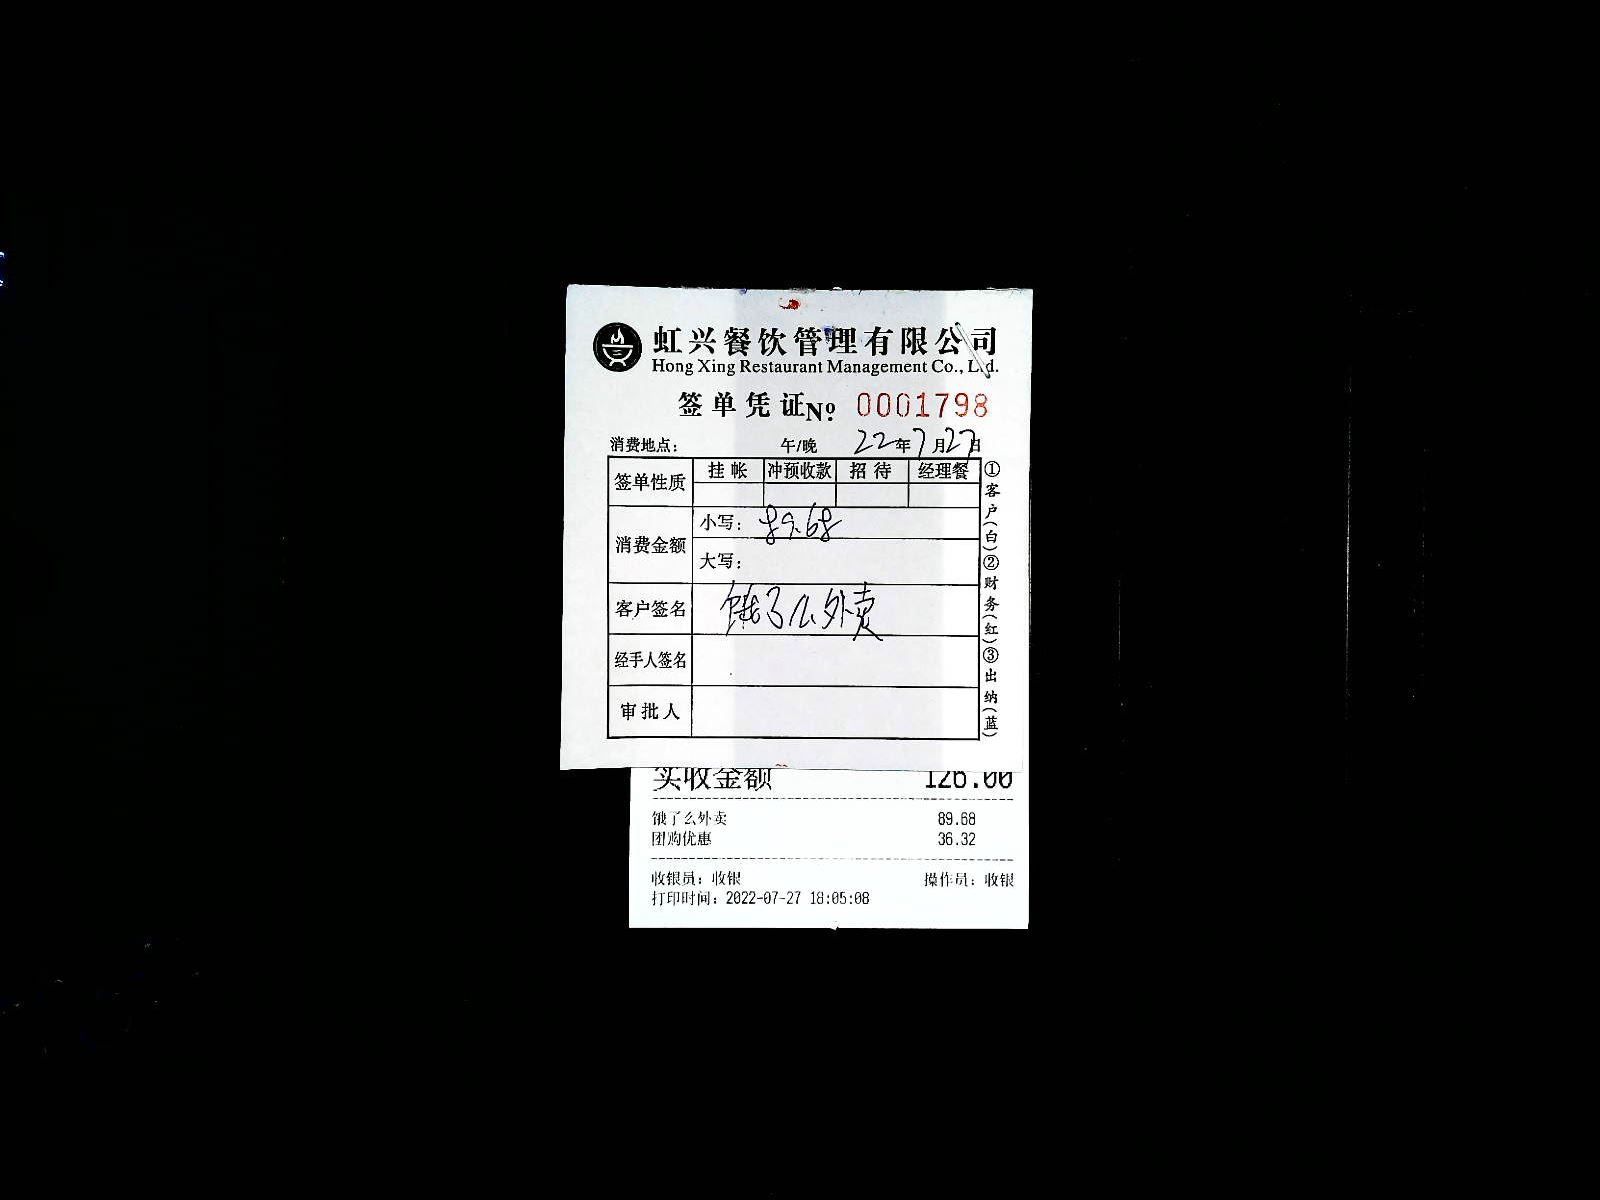 虹兴餐饮管理有限公司
Hong Xing Restaurant Management Co., Ltd.
签单凭证 № 0001798
消费地点： 午/晚 22年7月27日
签单性质 挂帐 冲预收款 招待 经理餐
消费金额 小写：89.68
大写：
客户签名 饿了么外卖
经手人签名
审批人
①客户(白)②财务(红)③出纳(蓝)
实收金额 126.00
饿了么外卖 89.68
团购优惠 36.32
收银员：收银 操作员：收银
打印时间：2022-07-27 18:05:08